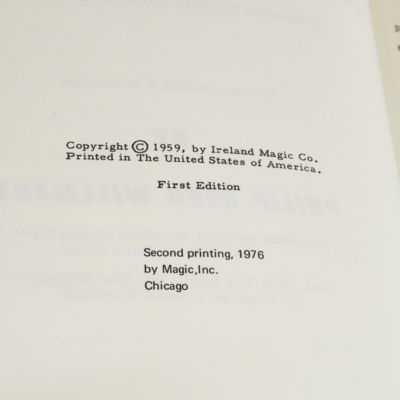 Copyright © 1959, by Ireland Magic Co.
Printed in The United States of America.
First Edition
Second printing, 1976
by Magic,Inc.
Chicago